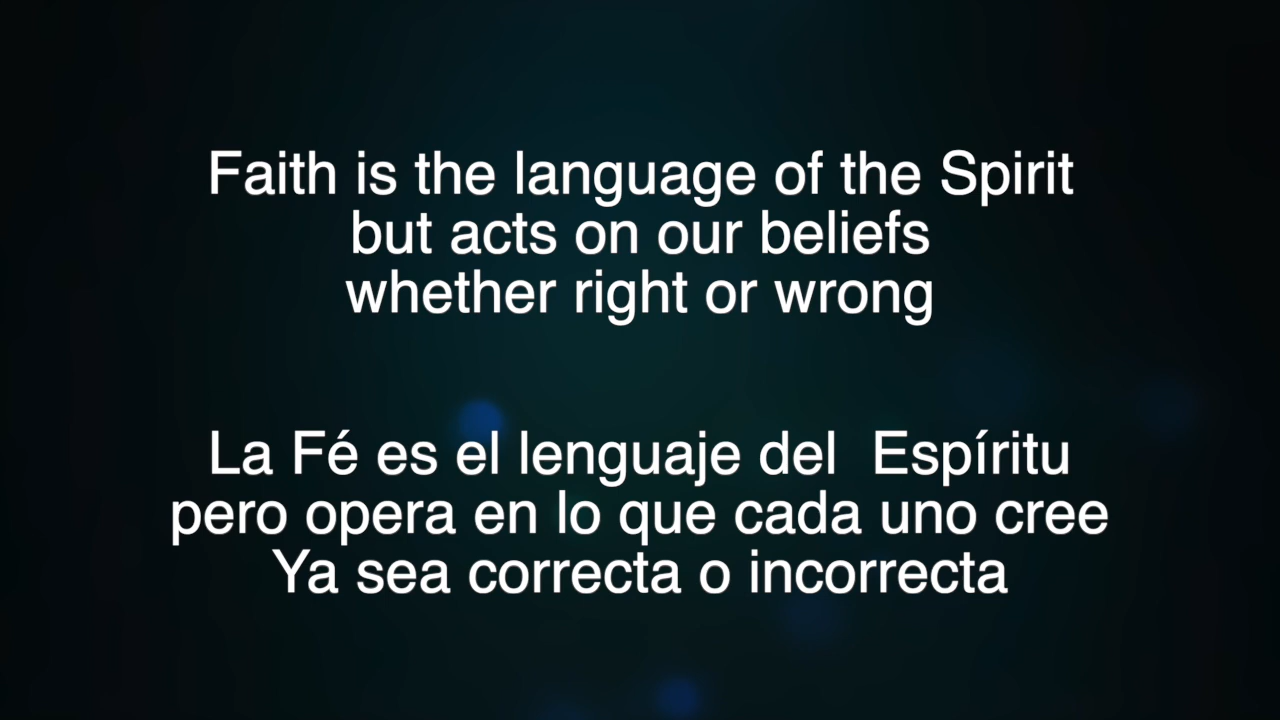 Faith is the language of the Spirit
but acts on our beliefs
whether right or wrong
La Fé es el lenguaje del  Espíritu
pero opera en lo que cada uno cree
Ya sea correcta o incorrecta